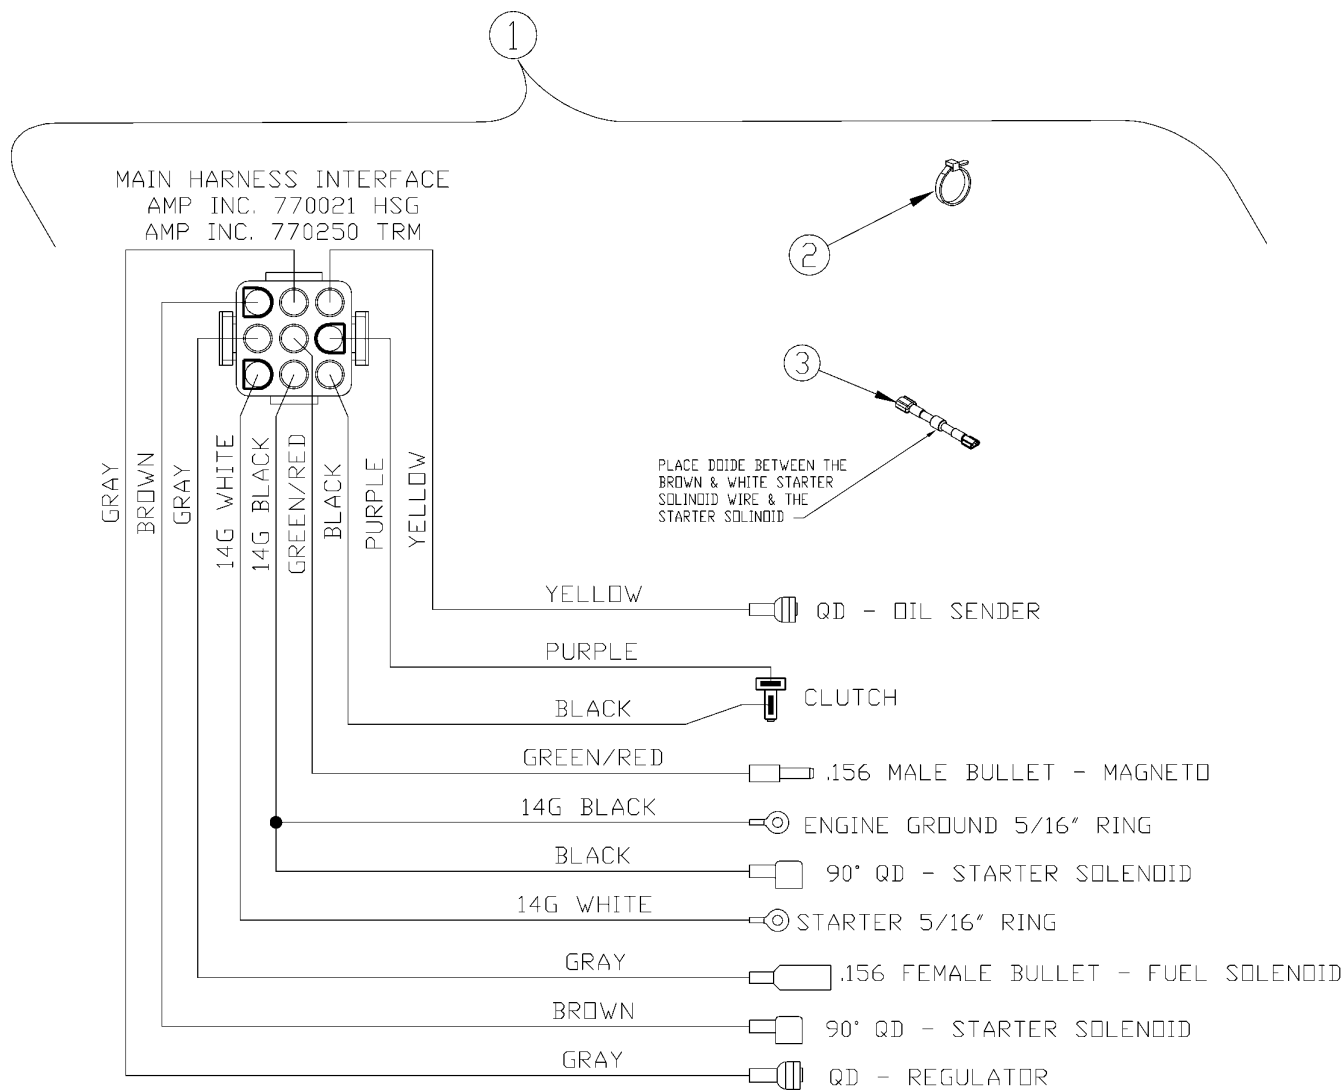 1
MAIN HARNESS INTERFACE
AMP INC. 770021 HSG
AMP INC. 770250 TRM
2
3
PLACE DOIDE BETWEEN THE
BROWN & WHITE STARTER
SOLINOID WIRE & THE
STARTER SOLINOID
GRAY
BROWN
GRAY
14G WHITE
14G BLACK
GREEN/RED
BLACK
PURPLE
YELLOW
YELLOW
QD - OIL SENDER
PURPLE
CLUTCH
BLACK
GREEN/RED
.156 MALE BULLET - MAGNETO
14G BLACK
ENGINE GROUND 5/16" RING
BLACK
90° QD - STARTER SOLENOID
14G WHITE
STARTER 5/16" RING
GRAY
.156 FEMALE BULLET - FUEL SOLENOID
BROWN
90° QD - STARTER SOLENOID
GRAY
QD - REGULATOR